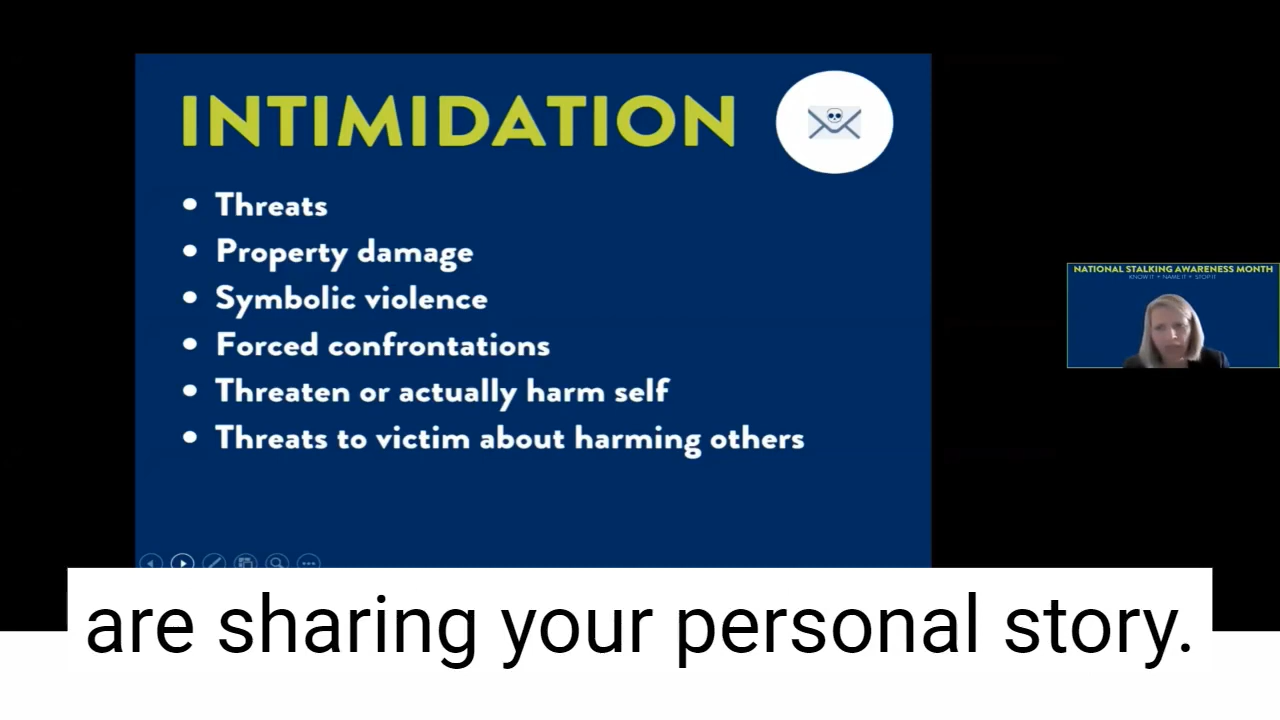 INTIMIDATION
• Threats
• Property damage
• Symbolic violence
• Forced confrontations
• Threaten or actually harm self
• Threats to victim about harming others
NATIONAL STALKING AWARENESS MONTH
KNOW IT • NAME IT • STOP IT
are sharing your personal story.